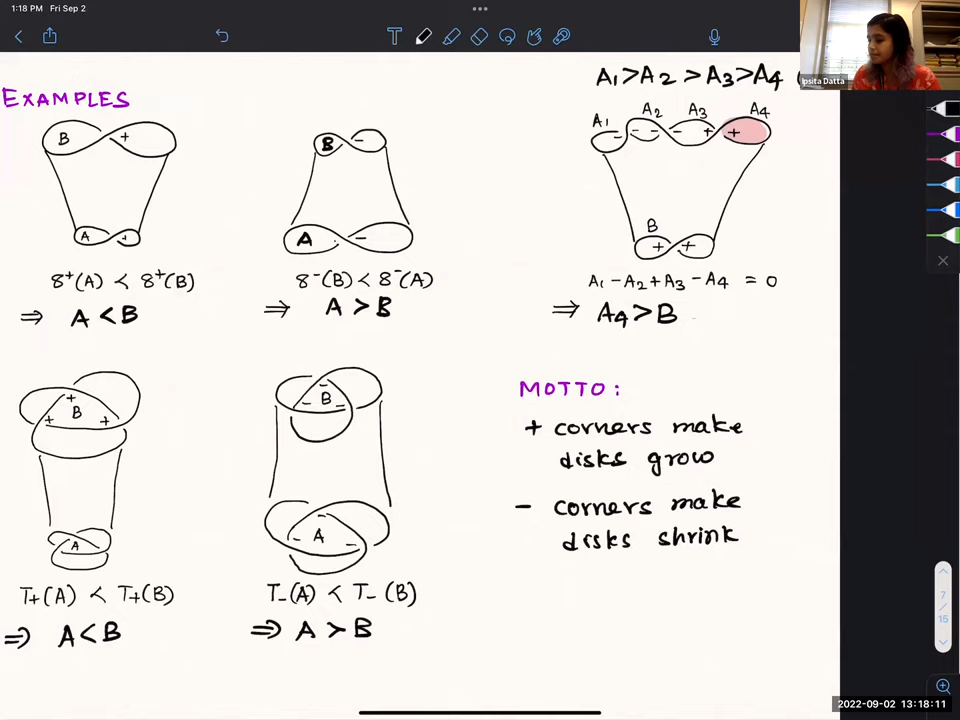 1:18 PM Fri Sep 2
Ipsita Datta
EXAMPLES
A₁ > A₂ > A₃ > A₄
B +
A +
8⁺(A) ≺ 8⁺(B)
⇒ A < B
B −
A −
8⁻(B) ≺ 8⁻(A)
⇒ A > B
A₁ A₂ A₃ A₄
− − − − + +
B
+ +
A₁ − A₂ + A₃ − A₄ = 0
⇒ A₄ > B
+
+ B +
A
T₊(A) ≺ T₊(B)
⇒ A < B
−
− B −
−
− A −
T₋(A) ≺ T₋(B)
⇒ A > B
MOTTO:
+ corners make
disks grow
− corners make
disks shrink
7
/
15
2022-09-02 13:18:11